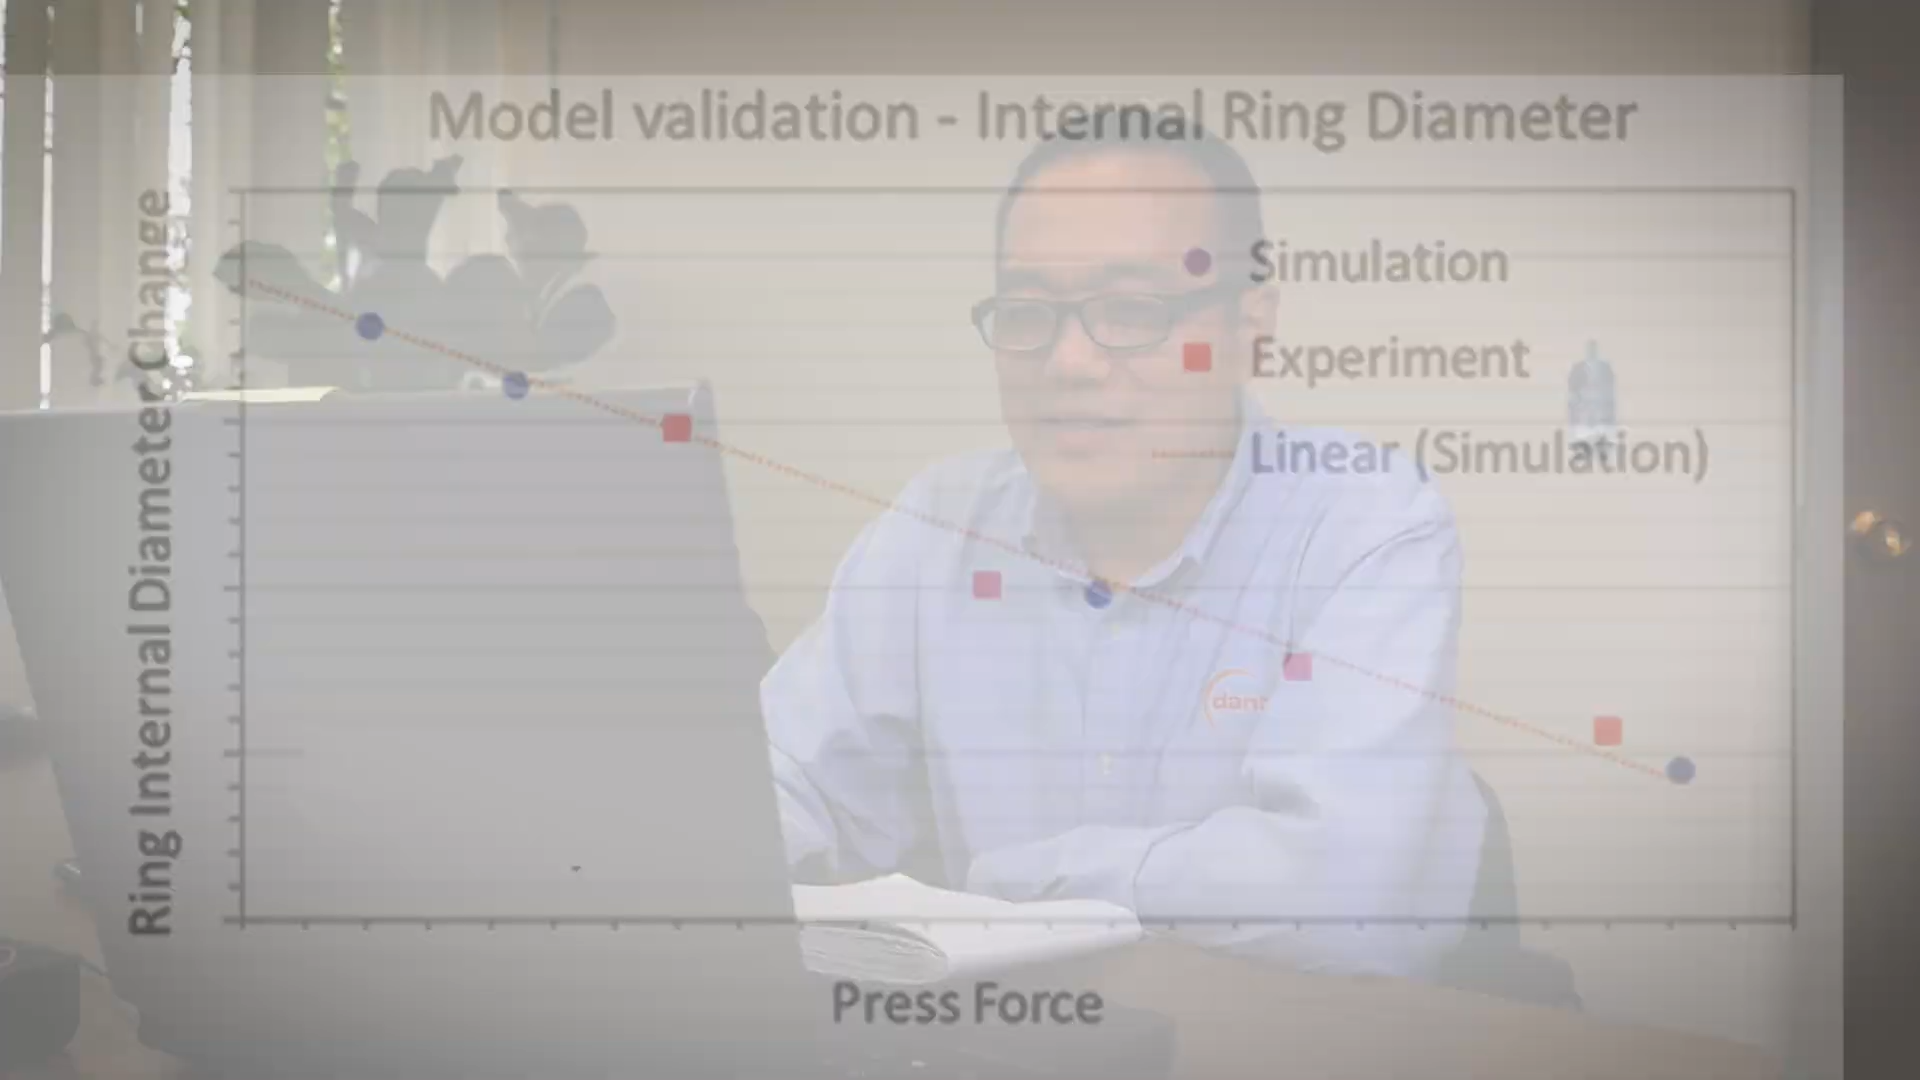 Model validation - Internal Ring Diameter
Ring Internal Diameter Change
Simulation
Experiment
Linear (Simulation)
Press Force